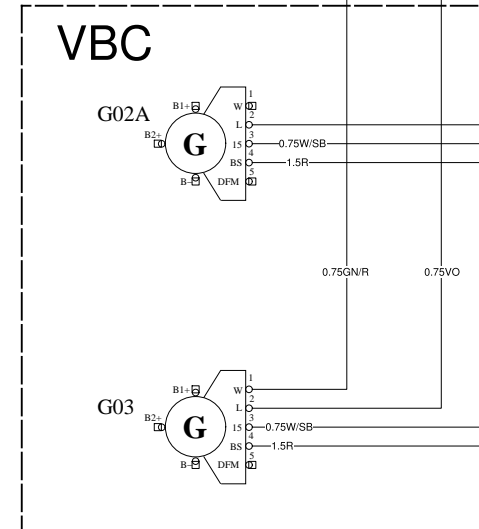 VBC
G02A
B1+
B2+
G
B-
1
W
2
L
3
15
0.75W/SB
4
BS
1.5R
5
DFM
0.75GN/R
0.75VO
G03
B1+
B2+
G
B-
1
W
2
L
3
15
0.75W/SB
4
BS
1.5R
5
DFM